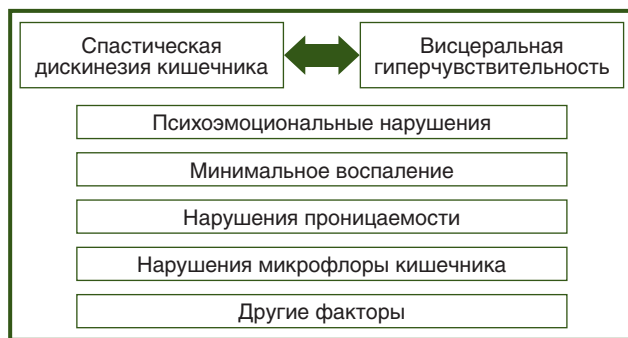 Спастическая
дискинезия кишечника
Висцеральная
гиперчувствительность
Психоэмоциональные нарушения
Минимальное воспаление
Нарушения проницаемости
Нарушения микрофлоры кишечника
Другие факторы